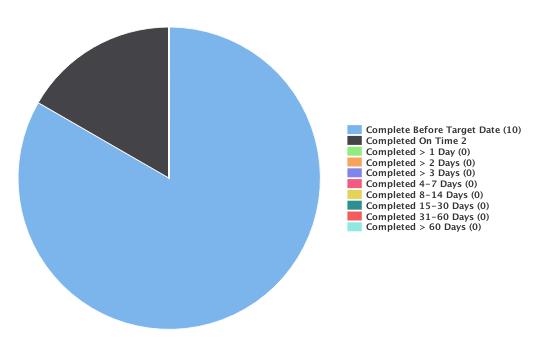 Complete Before Target Date (10)
Completed On Time 2
Completed > 1 Day (0)
Completed > 2 Days (0)
Completed > 3 Days (0)
Completed 4-7 Days (0)
Completed 8-14 Days (0)
Completed 15-30 Days (0)
Completed 31-60 Days (0)
Completed > 60 Days (0)